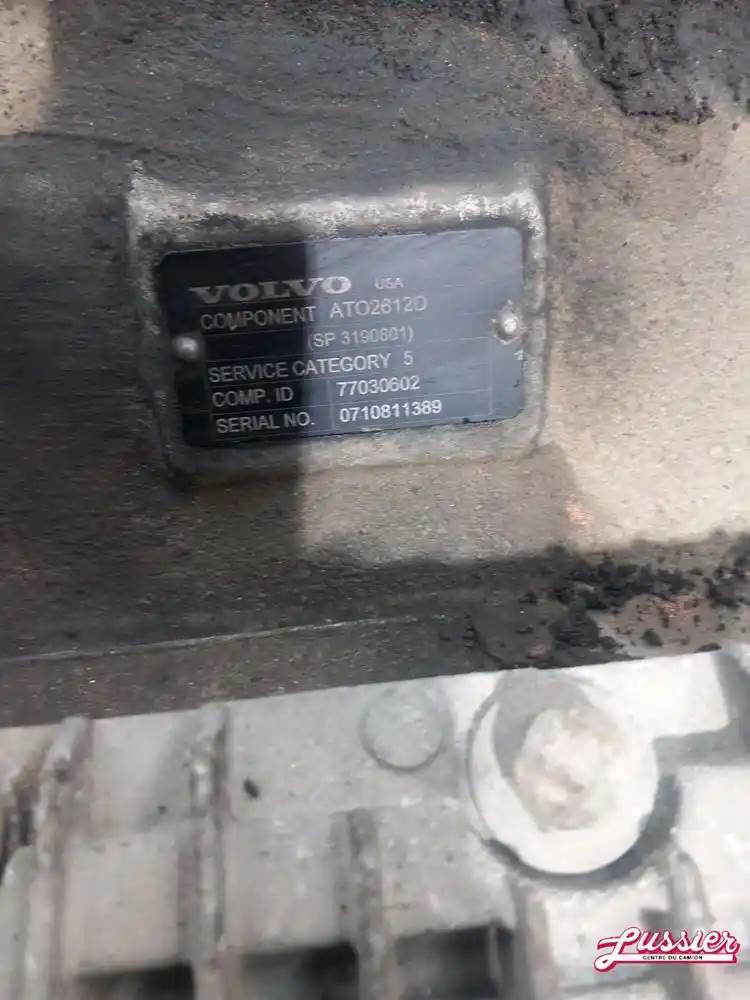 VOLVO USA
COMPONENT ATO2612D
(SP 3190801)
SERVICE CATEGORY 5
COMP. ID 77030602
SERIAL NO. 0710811389
Lussier
CENTRE DU CAMION